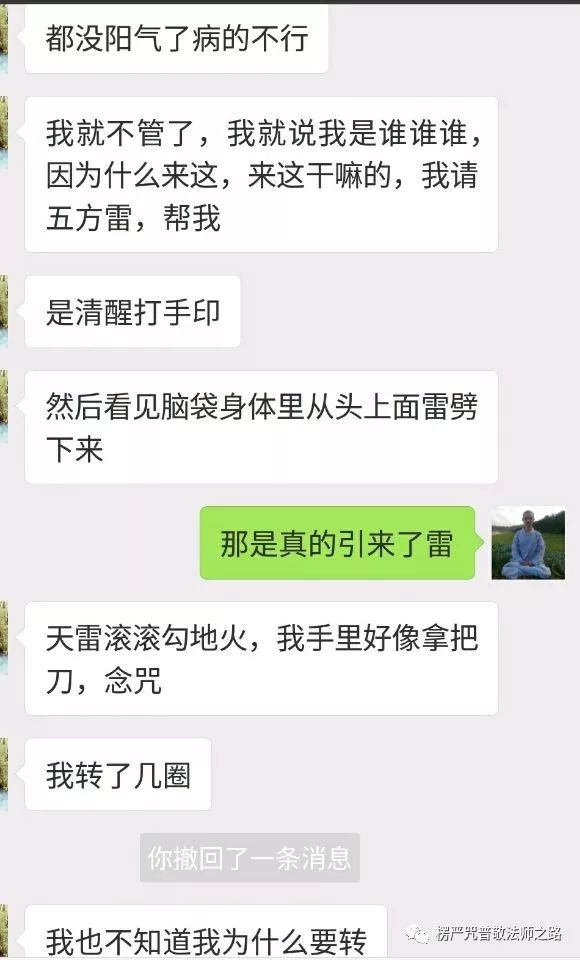 都没阳气了病的不行
我就不管了，我就说我是谁谁谁，
因为什么来这，来这干嘛的，我请
五方雷，帮我
是清醒打手印
然后看见脑袋身体里从头上面雷劈
下来
那是真的引来了雷
天雷滚滚勾地火，我手里好像拿把
刀，念咒
我转了几圈
你撤回了一条消息
我也不知道我为什么要转
楞严咒普敬法师之路